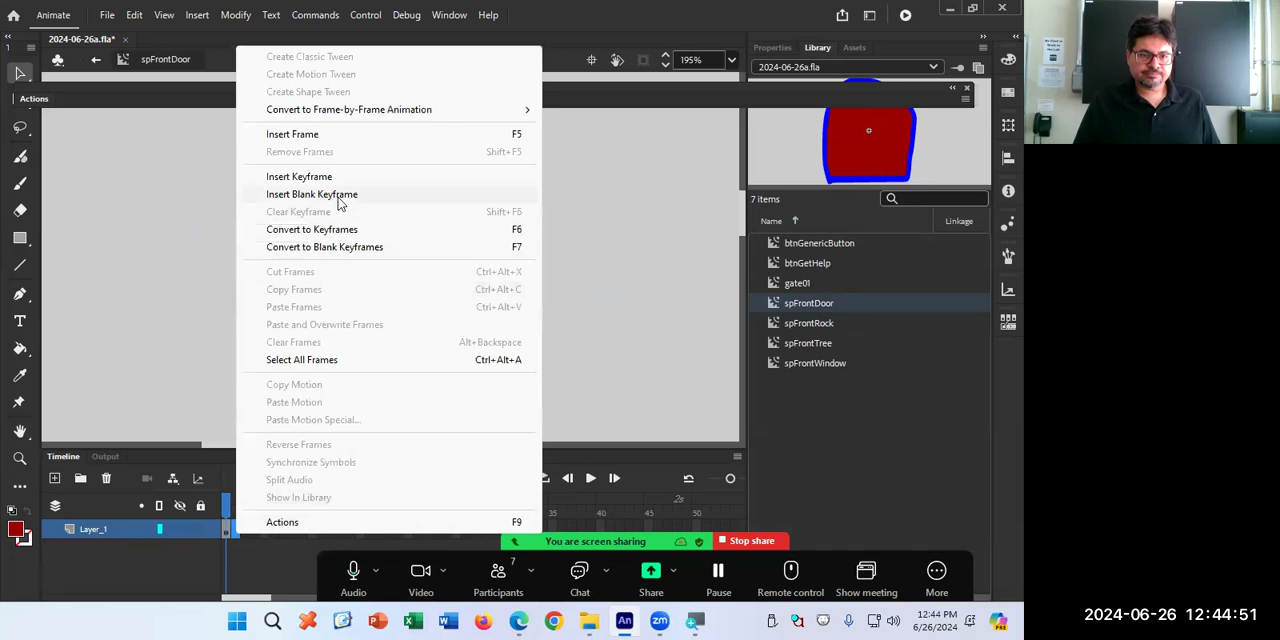 Animate File Edit View Insert Modify Text Commands Control Debug Window Help
2024-06-26a.fla* ×
spFrontDoor 195%
Actions
Create Classic Tween
Create Motion Tween
Create Shape Tween
Convert to Frame-by-Frame Animation
Insert Frame F5
Remove Frames Shift+F5
Insert Keyframe
Insert Blank Keyframe
Clear Keyframe Shift+F6
Convert to Keyframes F6
Convert to Blank Keyframes F7
Cut Frames Ctrl+Alt+X
Copy Frames Ctrl+Alt+C
Paste Frames Ctrl+Alt+V
Paste and Overwrite Frames
Clear Frames Alt+Backspace
Select All Frames Ctrl+Alt+A
Copy Motion
Paste Motion
Paste Motion Special...
Reverse Frames
Synchronize Symbols
Split Audio
Show In Library
Actions F9
Properties Library Assets
2024-06-26a.fla
7 items
Name Linkage
btnGenericButton
btnGetHelp
gate01
spFrontDoor
spFrontRock
spFrontTree
spFrontWindow
Timeline Output
2s
35 40 45 50
Layer_1
You are screen sharing Stop share
7
Audio Video Participants Chat Share Pause Remote control Show meeting More
12:44 PM
6/26/2024
2024-06-26 12:44:51